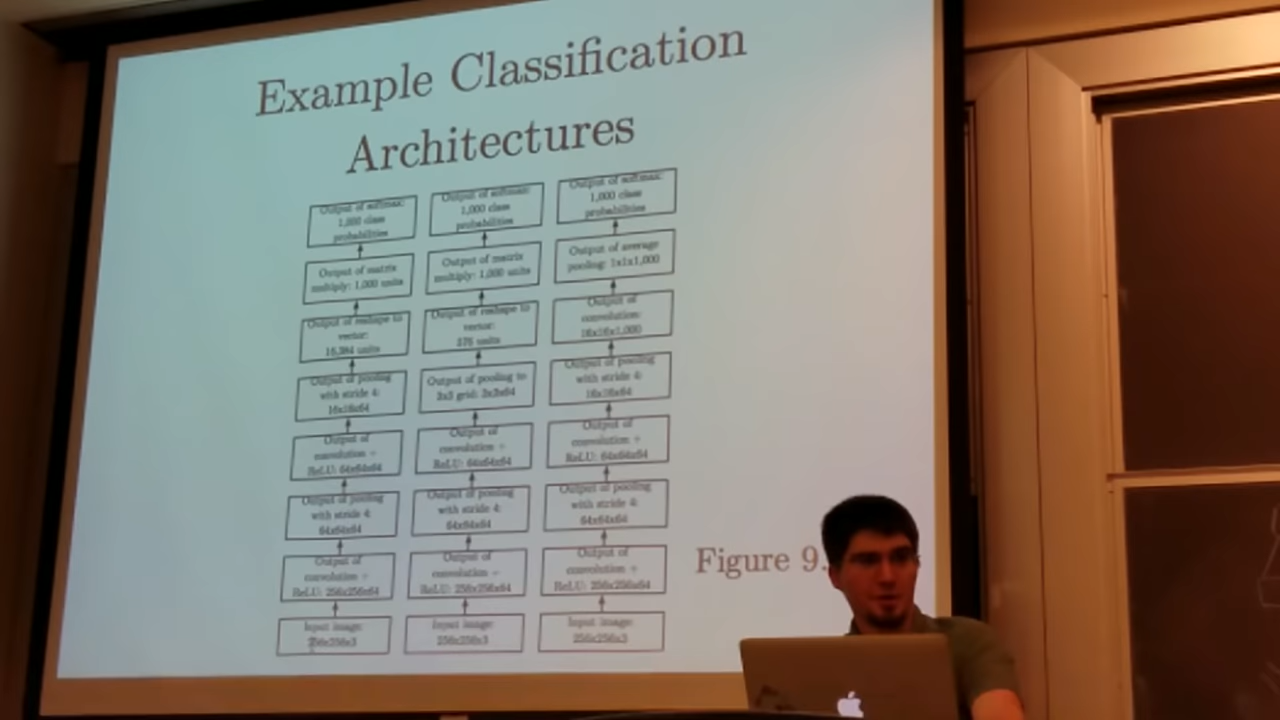 Example Classification
Architectures
Output of softmax:
1,000 class
probabilities
Output of softmax:
1,000 class
probabilities
Output of softmax:
1,000 class
probabilities
Output of matrix
multiply: 1,000 units
Output of matrix
multiply: 1,000 units
Output of average
pooling: 1x1x1,000
Output of reshape to
vector:
16,384 units
Output of reshape to
vector:
576 units
Output of
convolution:
16x16x1,000
Output of pooling
with stride 4:
16x16x64
Output of pooling to
3x3 grid: 3x3x64
Output of pooling
with stride 4:
16x16x64
Output of
convolution +
ReLU: 64x64x64
Output of
convolution +
ReLU: 64x64x64
Output of
convolution +
ReLU: 64x64x64
Output of pooling
with stride 4:
64x64x64
Output of pooling
with stride 4:
64x64x64
Output of pooling
with stride 4:
64x64x64
Output of
convolution +
ReLU: 256x256x64
Output of
convolution +
ReLU: 256x256x64
Output of
convolution +
ReLU: 256x256x64
Input image:
256x256x3
Input image:
256x256x3
Input image:
256x256x3
Figure 9.